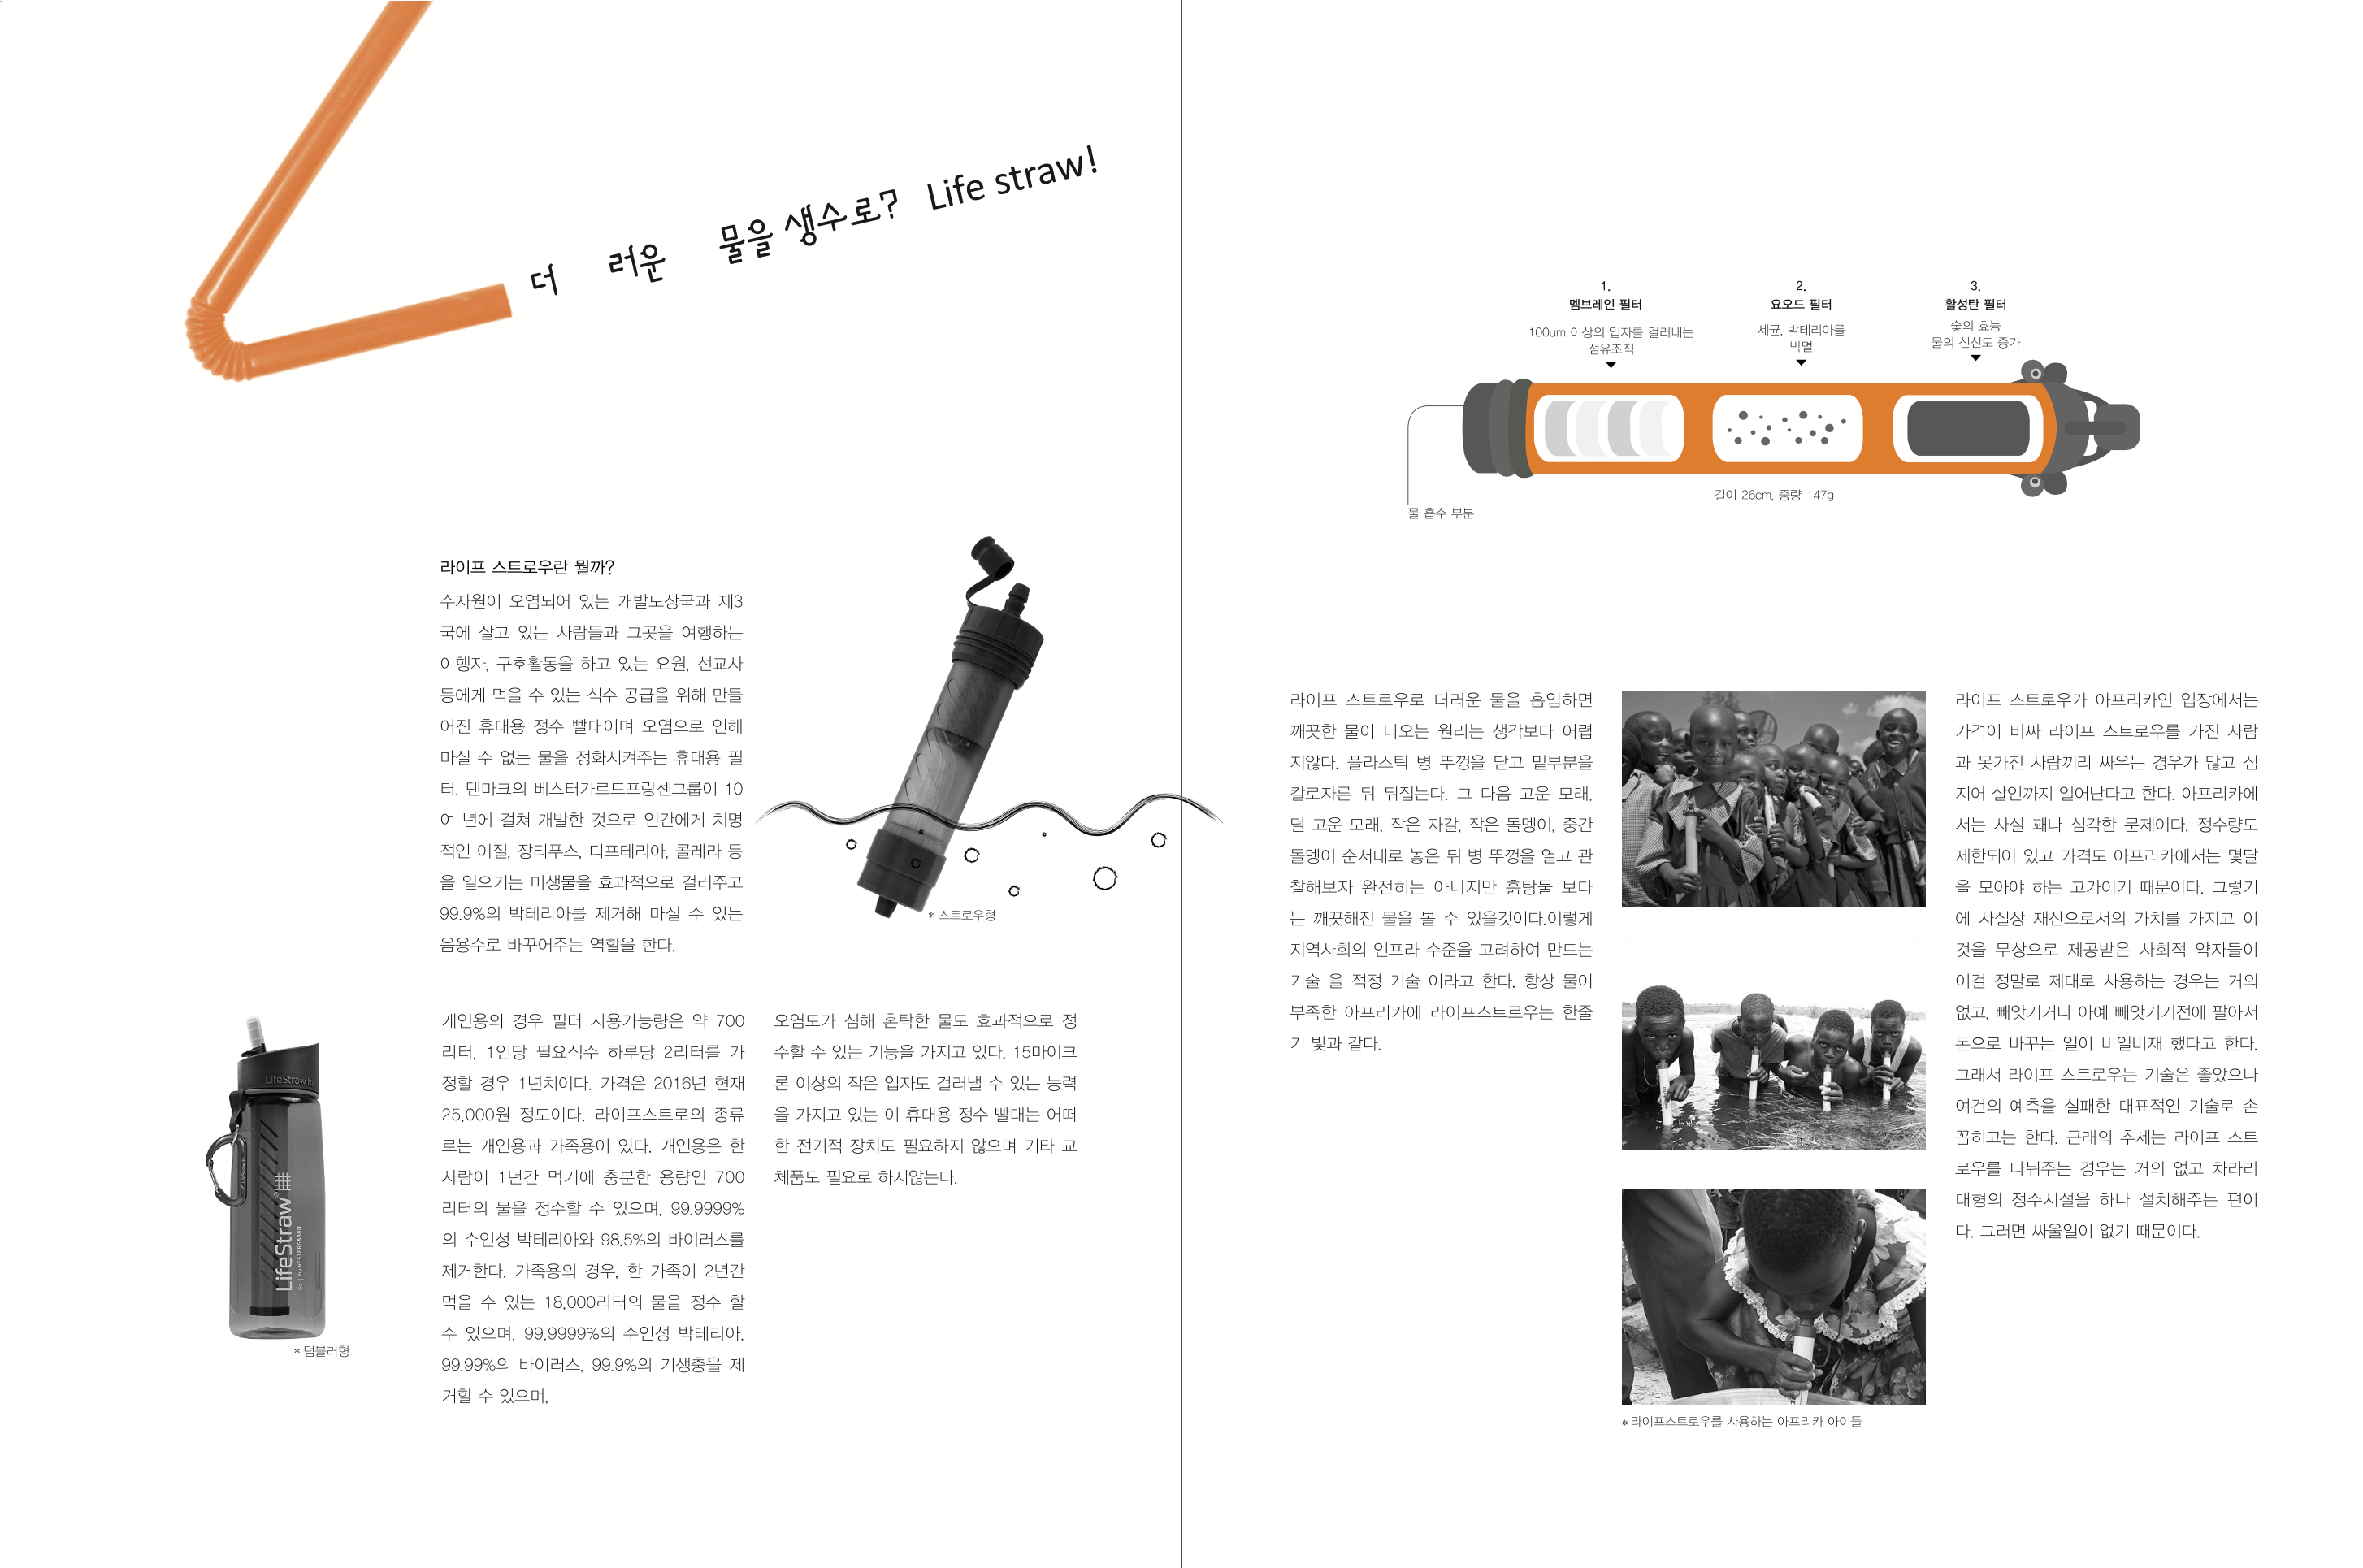 더 러운 물을 생수로? Life straw!
라이프 스트로우란 뭘까?
수자원이 오염되어 있는 개발도상국과 제3
국에 살고 있는 사람들과 그곳을 여행하는
여행자, 구호활동을 하고 있는 요원, 선교사
등에게 먹을 수 있는 식수 공급을 위해 만들
어진 휴대용 정수 빨대이며 오염으로 인해
마실 수 없는 물을 정화시켜주는 휴대용 필
터. 덴마크의 베스터가르드프랑센그룹이 10
여 년에 걸쳐 개발한 것으로 인간에게 치명
적인 이질, 장티푸스, 디프테리아, 콜레라 등
을 일으키는 미생물을 효과적으로 걸러주고
99.9%의 박테리아를 제거해 마실 수 있는
음용수로 바꾸어주는 역할을 한다.
* 스트로우형
LifeStraw
LifeStraw®
Go | by VESTERGAARD
* 텀블러형
개인용의 경우 필터 사용가능량은 약 700
리터, 1인당 필요식수 하루당 2리터를 가
정할 경우 1년치이다. 가격은 2016년 현재
25,000원 정도이다. 라이프스트로의 종류
로는 개인용과 가족용이 있다. 개인용은 한
사람이 1년간 먹기에 충분한 용량인 700
리터의 물을 정수할 수 있으며, 99.9999%
의 수인성 박테리아와 98.5%의 바이러스를
제거한다. 가족용의 경우, 한 가족이 2년간
먹을 수 있는 18,000리터의 물을 정수 할
수 있으며, 99.9999%의 수인성 박테리아,
99.99%의 바이러스, 99.9%의 기생충을 제
거할 수 있으며,
오염도가 심해 혼탁한 물도 효과적으로 정
수할 수 있는 기능을 가지고 있다. 15마이크
론 이상의 작은 입자도 걸러낼 수 있는 능력
을 가지고 있는 이 휴대용 정수 빨대는 어떠
한 전기적 장치도 필요하지 않으며 기타 교
체품도 필요로 하지않는다.
1.
멤브레인 필터
100um 이상의 입자를 걸러내는
섬유조직
2.
요오드 필터
세균, 박테리아를
박멸
3.
활성탄 필터
숯의 효능
물의 신선도 증가
길이 26cm, 중량 147g
물 흡수 부분
라이프 스트로우로 더러운 물을 흡입하면
깨끗한 물이 나오는 원리는 생각보다 어렵
지않다. 플라스틱 병 뚜껑을 닫고 밑부분을
칼로자른 뒤 뒤집는다. 그 다음 고운 모래,
덜 고운 모래, 작은 자갈, 작은 돌멩이, 중간
돌멩이 순서대로 놓은 뒤 병 뚜껑을 열고 관
찰해보자 완전히는 아니지만 흙탕물 보다
는 깨끗해진 물을 볼 수 있을것이다.이렇게
지역사회의 인프라 수준을 고려하여 만드는
기술 을 적정 기술 이라고 한다. 항상 물이
부족한 아프리카에 라이프스트로우는 한줄
기 빛과 같다.
* 라이프스트로우를 사용하는 아프리카 아이들
라이프 스트로우가 아프리카인 입장에서는
가격이 비싸 라이프 스트로우를 가진 사람
과 못가진 사람끼리 싸우는 경우가 많고 심
지어 살인까지 일어난다고 한다. 아프리카에
서는 사실 꽤나 심각한 문제이다. 정수량도
제한되어 있고 가격도 아프리카에서는 몇달
을 모아야 하는 고가이기 때문이다. 그렇기
에 사실상 재산으로서의 가치를 가지고 이
것을 무상으로 제공받은 사회적 약자들이
이걸 정말로 제대로 사용하는 경우는 거의
없고, 빼앗기거나 아예 빼앗기기전에 팔아서
돈으로 바꾸는 일이 비일비재 했다고 한다.
그래서 라이프 스트로우는 기술은 좋았으나
여건의 예측을 실패한 대표적인 기술로 손
꼽히고는 한다. 근래의 추세는 라이프 스트
로우를 나눠주는 경우는 거의 없고 차라리
대형의 정수시설을 하나 설치해주는 편이
다. 그러면 싸울일이 없기 때문이다.